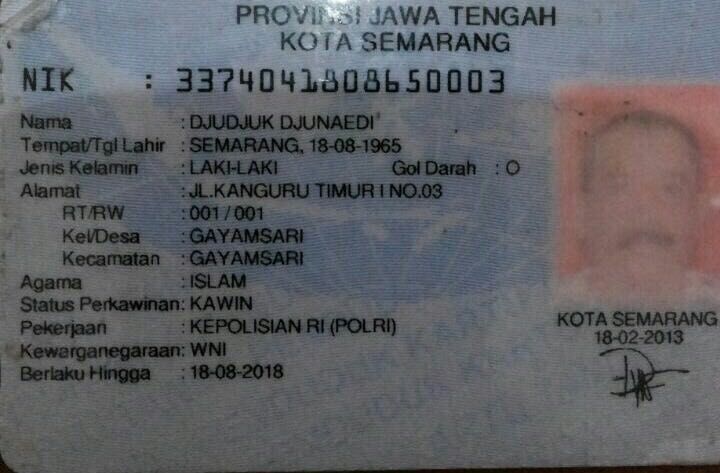 PROVINSI JAWA TENGAH
KOTA SEMARANG
NIK : 3374041808650003
Nama : DJUDJUK DJUNAEDI
Tempat/Tgl Lahir : SEMARANG, 18-08-1965
Jenis Kelamin : LAKI-LAKI Gol Darah : O
Alamat : JL.KANGURU TIMUR I NO.03
RT/RW : 001 / 001
Kel/Desa : GAYAMSARI
Kecamatan : GAYAMSARI
Agama : ISLAM
Status Perkawinan: KAWIN
Pekerjaan : KEPOLISIAN RI (POLRI)
Kewarganegaraan: WNI
Berlaku Hingga : 18-08-2018
KOTA SEMARANG
18-02-2013